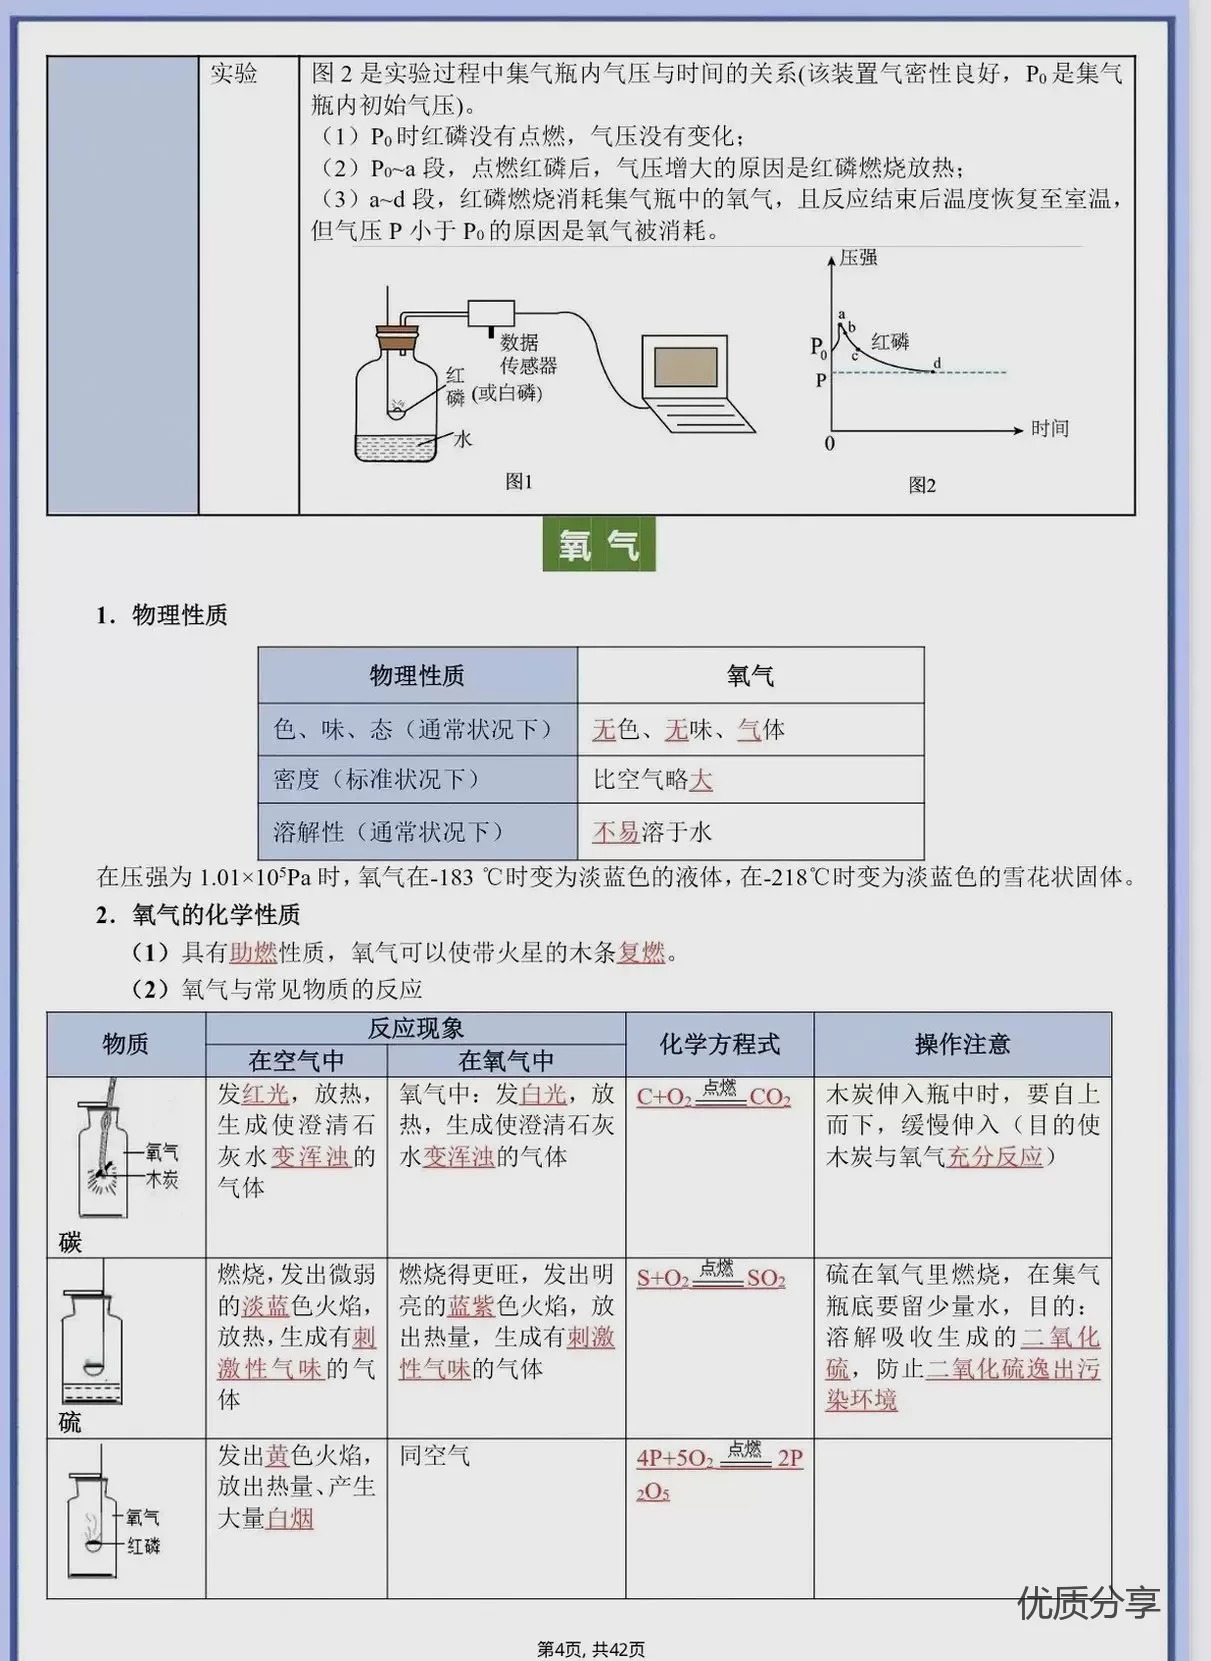 实验
图 2 是实验过程中集气瓶内气压与时间的关系(该装置气密性良好，P₀是集气
瓶内初始气压)。
（1）P₀时红磷没有点燃，气压没有变化；
（2）P₀~a 段，点燃红磷后，气压增大的原因是红磷燃烧放热；
（3）a~d 段，红磷燃烧消耗集气瓶中的氧气，且反应结束后温度恢复至室温，
但气压 P 小于 P₀的原因是氧气被消耗。
数据
传感器
红
磷
(或白磷)
水
图1
压强
a
b
c
红磷
d
P₀
P
0
时间
图2
氧 气
1．物理性质
物理性质
氧气
色、味、态（通常状况下）
无色、无味、气体
密度（标准状况下）
比空气略大
溶解性（通常状况下）
不易溶于水
在压强为 1.01×10⁵Pa 时，氧气在-183 ℃时变为淡蓝色的液体，在-218℃时变为淡蓝色的雪花状固体。
2．氧气的化学性质
（1）具有助燃性质，氧气可以使带火星的木条复燃。
（2）氧气与常见物质的反应
物质
反应现象
在空气中
在氧气中
化学方程式
操作注意
氧气
木炭
碳
发红光，放热，
生成使澄清石
灰水变浑浊的
气体
氧气中：发白光，放
热，生成使澄清石灰
水变浑浊的气体
点燃
C+O₂═══CO₂
木炭伸入瓶中时，要自上
而下，缓慢伸入（目的使
木炭与氧气充分反应）
硫
燃烧，发出微弱
的淡蓝色火焰，
放热，生成有刺
激性气味的气
体
燃烧得更旺，发出明
亮的蓝紫色火焰，放
出热量，生成有刺激
性气味的气体
点燃
S+O₂═══SO₂
硫在氧气里燃烧，在集气
瓶底要留少量水，目的：
溶解吸收生成的二氧化
硫，防止二氧化硫逸出污
染环境
氧气
红磷
发出黄色火焰，
放出热量、产生
大量白烟
同空气
点燃
4P+5O₂═══2P
₂O₅
优质分享
第4页, 共42页